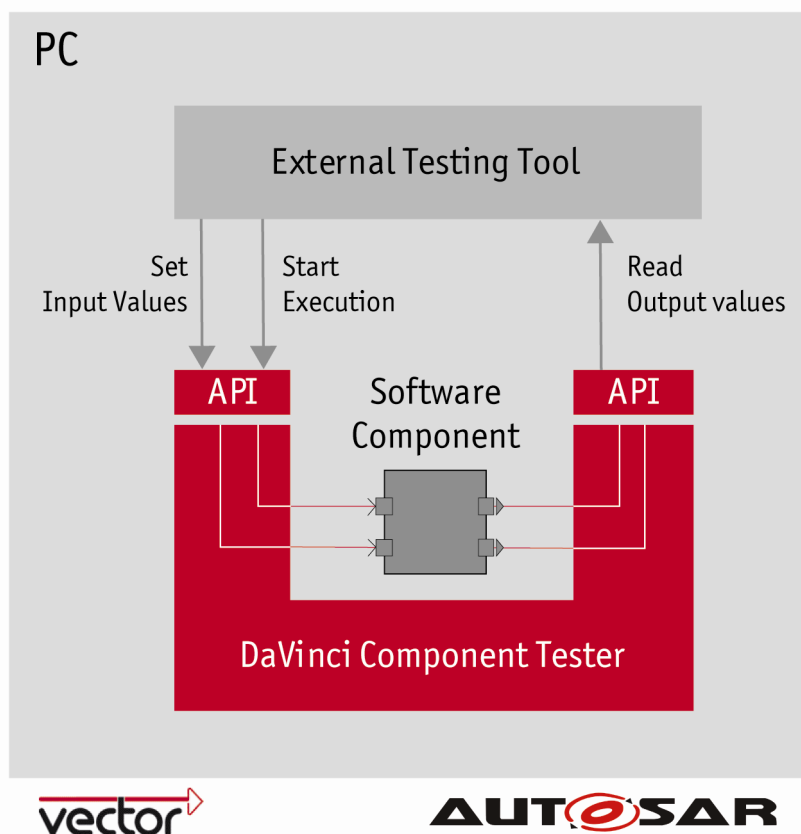 PC
External Testing Tool
Set
Input Values
Start
Execution
Read
Output values
API
Software
Component
API
DaVinci Component Tester
vector
AUTOSAR